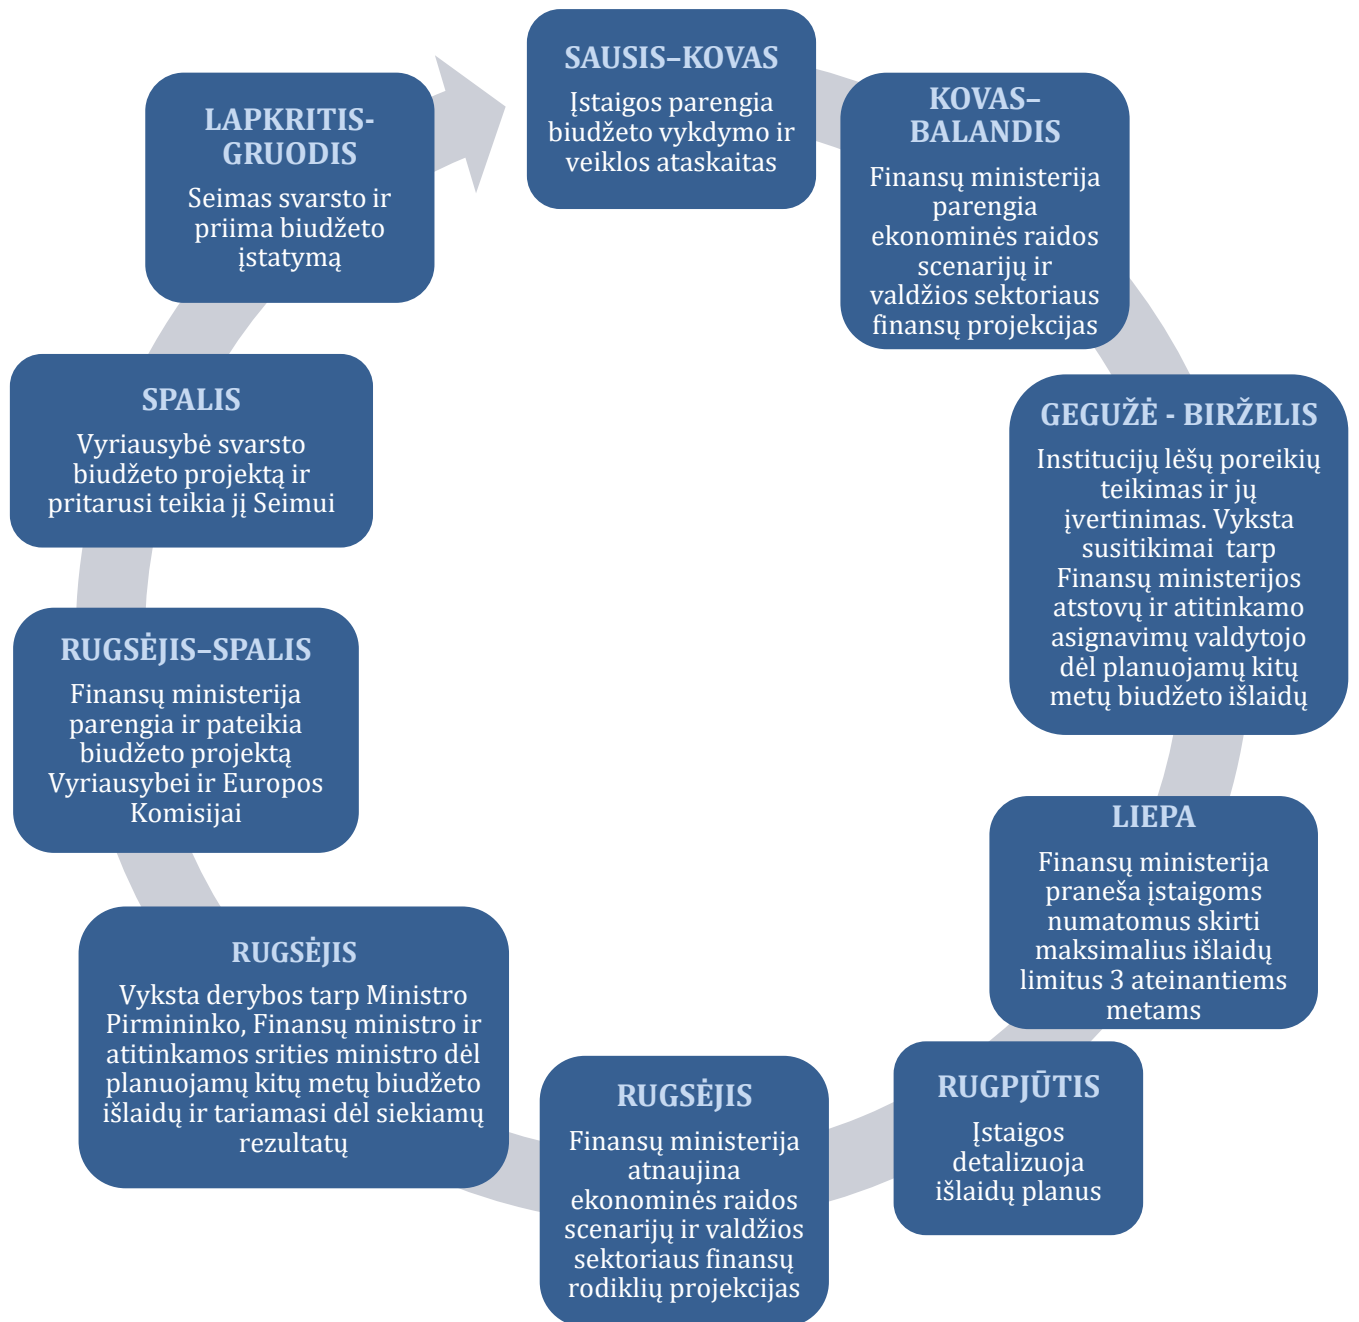 SAUSIS–KOVAS
Įstaigos parengia
biudžeto vykdymo ir
veiklos ataskaitas
KOVAS–
BALANDIS
Finansų ministerija
parengia
ekonominės raidos
scenarijų ir
valdžios sektoriaus
finansų projekcijas
GEGUŽĖ - BIRŽELIS
Institucijų lėšų poreikių
teikimas ir jų
įvertinimas. Vyksta
susitikimai tarp
Finansų ministerijos
atstovų ir atitinkamo
asignavimų valdytojo
dėl planuojamų kitų
metų biudžeto išlaidų
LIEPA
Finansų ministerija
praneša įstaigoms
numatomus skirti
maksimalius išlaidų
limitus 3 ateinantiems
metams
RUGPJŪTIS
Įstaigos
detalizuoja
išlaidų planus
RUGSĖJIS
Finansų ministerija
atnaujina
ekonominės raidos
scenarijų ir valdžios
sektoriaus finansų
rodiklių projekcijas
RUGSĖJIS
Vyksta derybos tarp Ministro
Pirmininko, Finansų ministro ir
atitinkamos srities ministro dėl
planuojamų kitų metų biudžeto
išlaidų ir tariamasi dėl siekiamų
rezultatų
RUGSĖJIS–SPALIS
Finansų ministerija
parengia ir pateikia
biudžeto projektą
Vyriausybei ir Europos
Komisijai
SPALIS
Vyriausybė svarsto
biudžeto projektą ir
pritarusi teikia jį Seimui
LAPKRITIS-
GRUODIS
Seimas svarsto ir
priima biudžeto
įstatymą